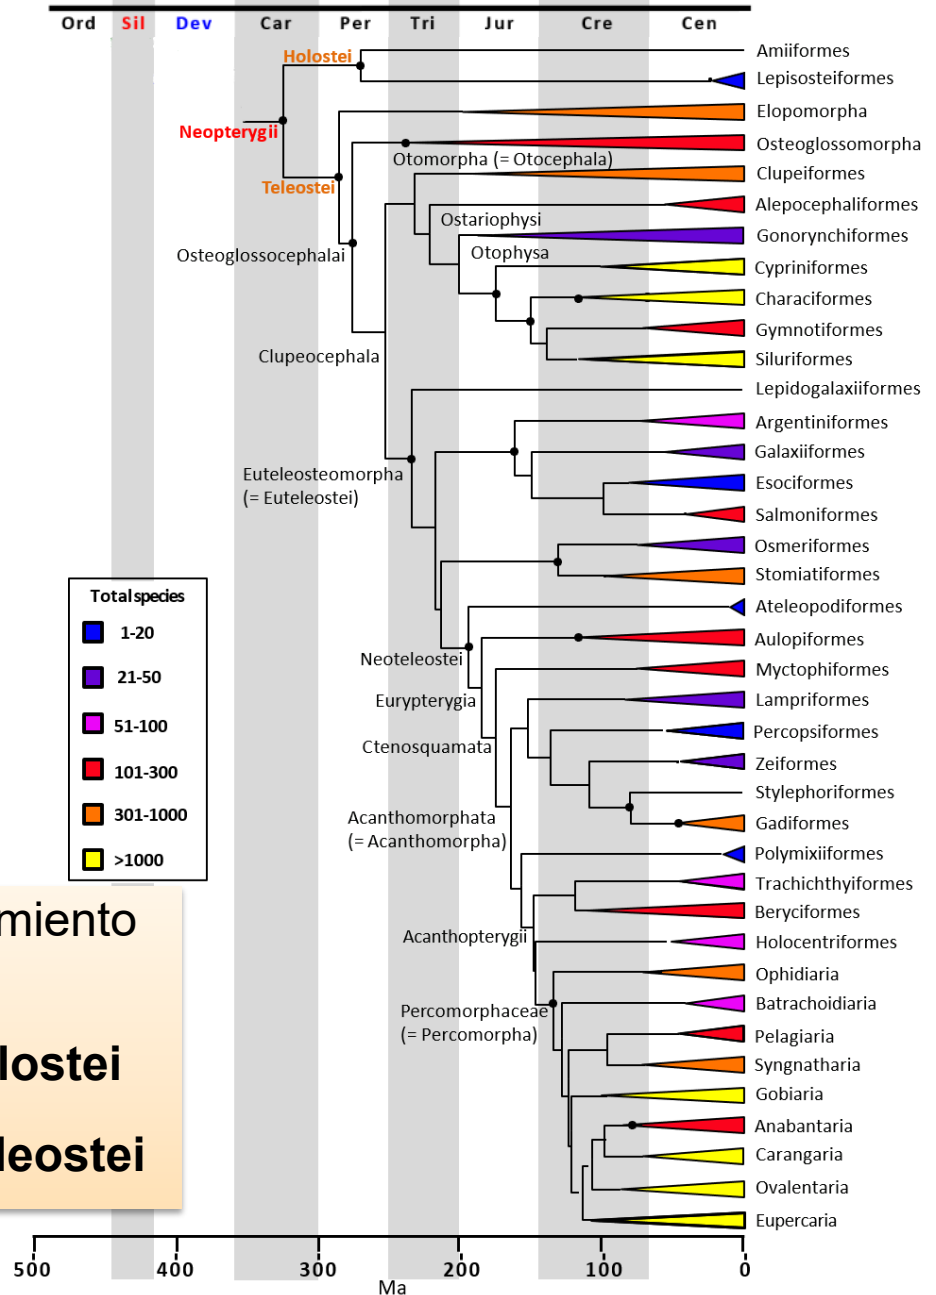 Ord Sil Dev Car Per Tri Jur Cre Cen
Holostei
Amiiformes
Lepisosteiformes
Elopomorpha
Neopterygii
Osteoglossomorpha
Otomorpha (= Otocephala)
Clupeiformes
Teleostei
Alepocephaliformes
Ostariophysi
Gonorynchiformes
Osteoglossocephalai
Otophysa
Cypriniformes
Characiformes
Gymnotiformes
Clupeocephala
Siluriformes
Lepidogalaxiiformes
Argentiniformes
Galaxiiformes
Euteleosteomorpha
(= Euteleostei)
Esociformes
Salmoniformes
Osmeriformes
Stomiatiformes
Ateleopodiformes
Aulopiformes
Neoteleostei
Myctophiformes
Eurypterygia
Lampriformes
Percopsiformes
Ctenosquamata
Zeiformes
Stylephoriformes
Acanthomorphata
(= Acanthomorpha)
Gadiformes
Polymixiiformes
Trachichthyiformes
Beryciformes
Acanthopterygii
Holocentriformes
Ophidiaria
Percomorphaceae
(= Percomorpha)
Batrachoidiaria
Pelagiaria
Syngnatharia
Gobiaria
Anabantaria
Carangaria
Ovalentaria
Eupercaria
Total species
1-20
21-50
51-100
101-300
301-1000
>1000
miento
lostei
leostei
500 400 300 200 100 0
Ma